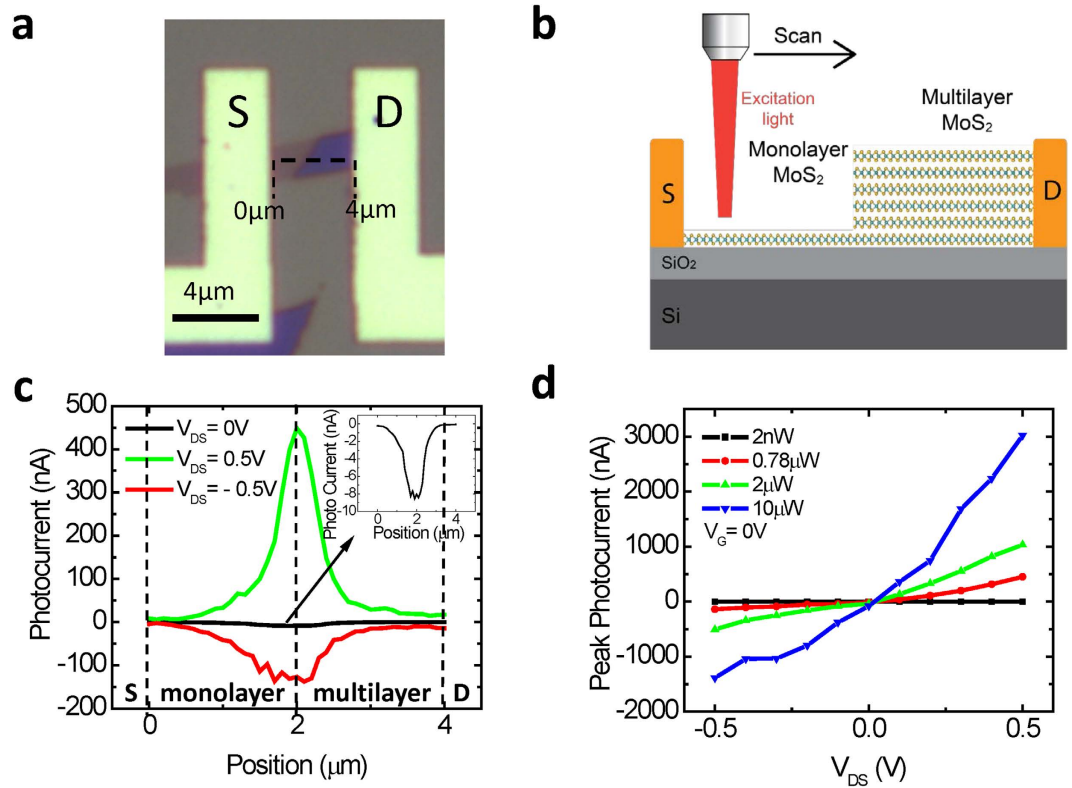 a
S
D
0μm
4μm
4μm
b
Scan
Excitation
light
Monolayer
MoS2
Multilayer
MoS2
S
D
SiO2
Si
c
500
400
300
200
100
0
-100
-200
Photocurrent (nA)
VDS= 0V
VDS= 0.5V
VDS= - 0.5V
Photo Current (nA)
0
-2
-4
-6
-8
-10
0 2 4
Position (μm)
S monolayer multilayer D
0 2 4
Position (μm)
d
3000
2000
1000
0
-1000
-2000
Peak Photocurrent (nA)
2nW
0.78μW
2μW
10μW
VG= 0V
-0.5 0.0 0.5
VDS (V)